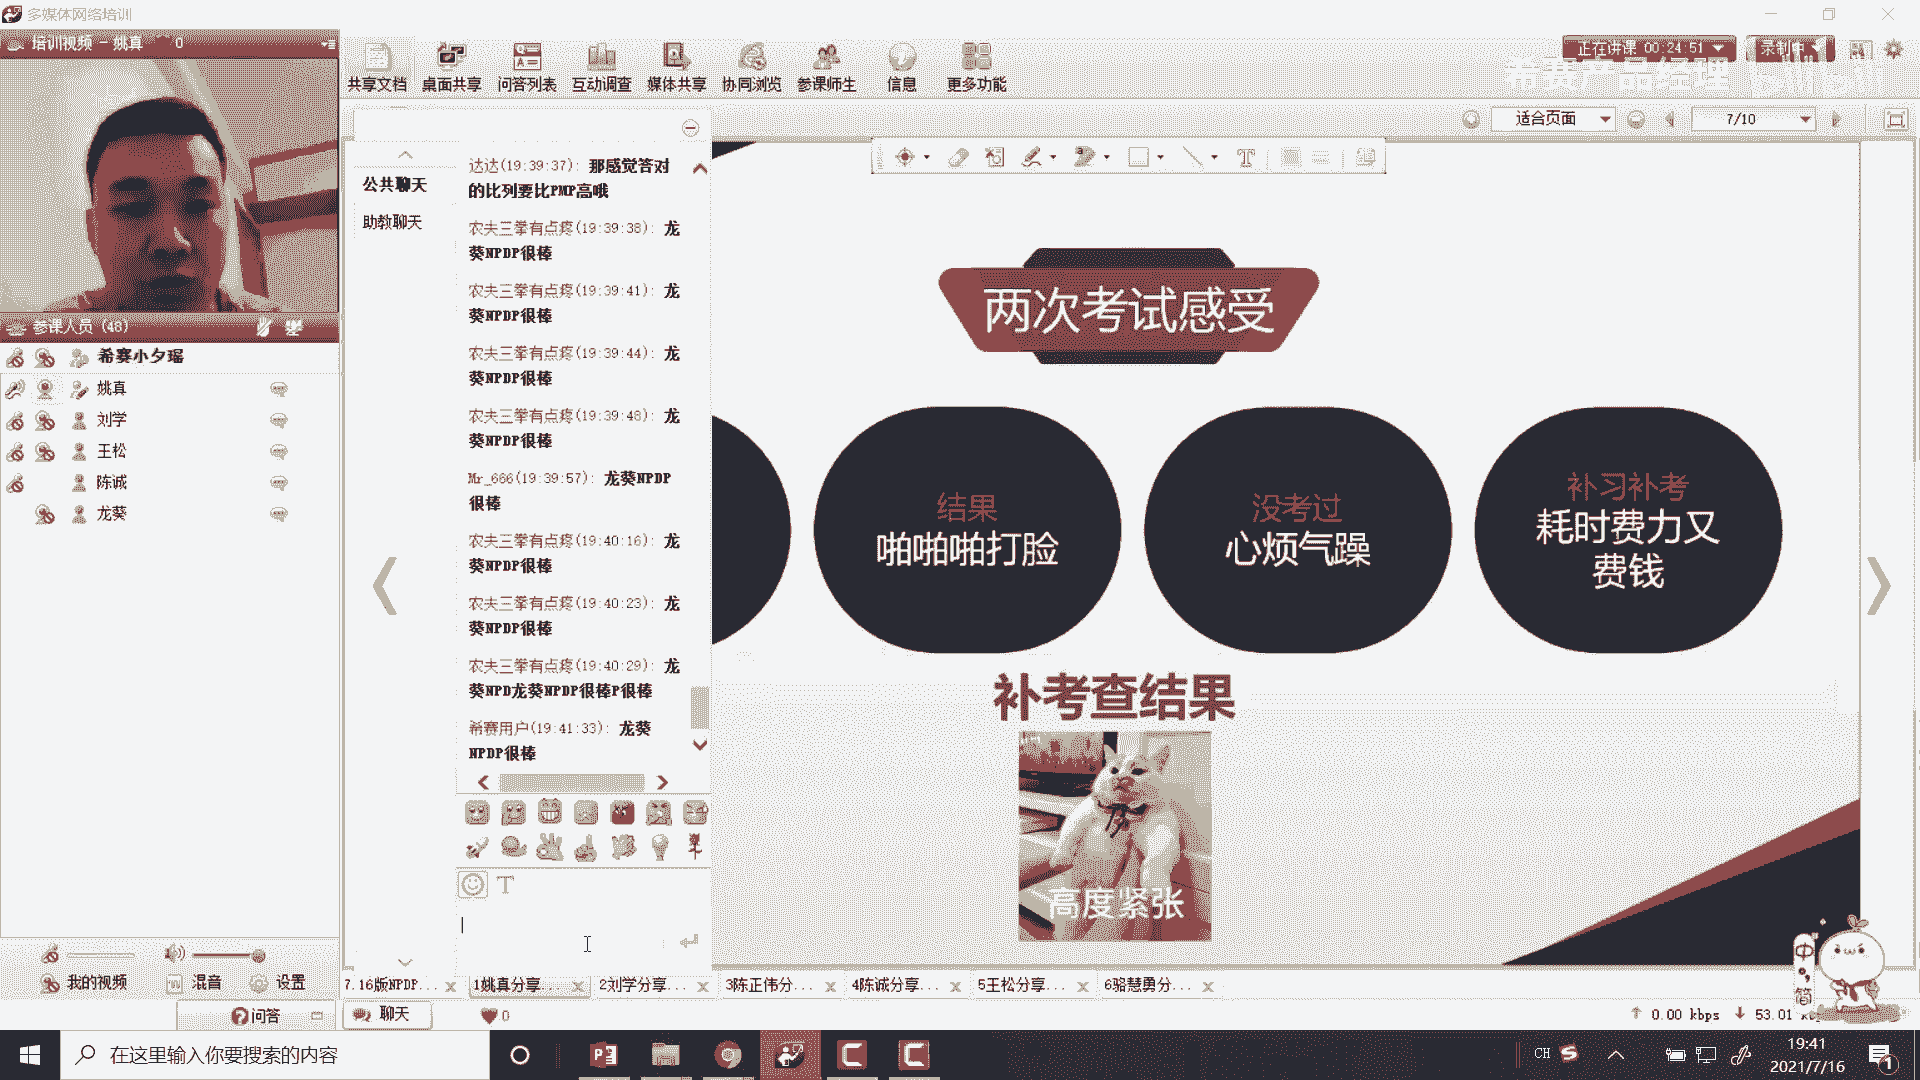 多媒体网络培训
培训视频 - 姚真 0
共享文档 桌面共享 问答列表 互动调查 媒体共享 协同浏览 参课师生 信息 更多功能
正在讲课 00:24:51 录制中
希赛产品经理 bilibili
适合页面 7/10
公共聊天
助教聊天
达达(19:39:37): 那感觉答对
的比列要比PMP高哦
农夫三拳有点疼(19:39:38): 龙
葵NPDP很棒
农夫三拳有点疼(19:39:41): 龙
葵NPDP很棒
农夫三拳有点疼(19:39:44): 龙
葵NPDP很棒
农夫三拳有点疼(19:39:48): 龙
葵NPDP很棒
Mr_666(19:39:57): 龙葵NPDP
很棒
农夫三拳有点疼(19:40:16): 龙
葵NPDP很棒
农夫三拳有点疼(19:40:23): 龙
葵NPDP很棒
农夫三拳有点疼(19:40:29): 龙
葵NPD龙葵NPDP很棒P很棒
希赛用户(19:41:33): 龙葵
NPDP很棒
参课人员 (48)
希赛小夕瑶
姚真
刘学
王松
陈诚
龙葵
两次考试感受
结果
啪啪啪打脸
没考过
心烦气躁
补习补考
耗时费力又
费钱
补考查结果
高度紧张
中
简
我的视频 混音 设置
7.16版NPDP... 1姚真分享... 2刘学分享... 3陈正伟分... 4陈诚分享... 5王松分享... 6骆慧勇分...
问答 聊天 0
0.00 kbps 53.01
在这里输入你要搜索的内容
CH
19:41
2021/7/16
1